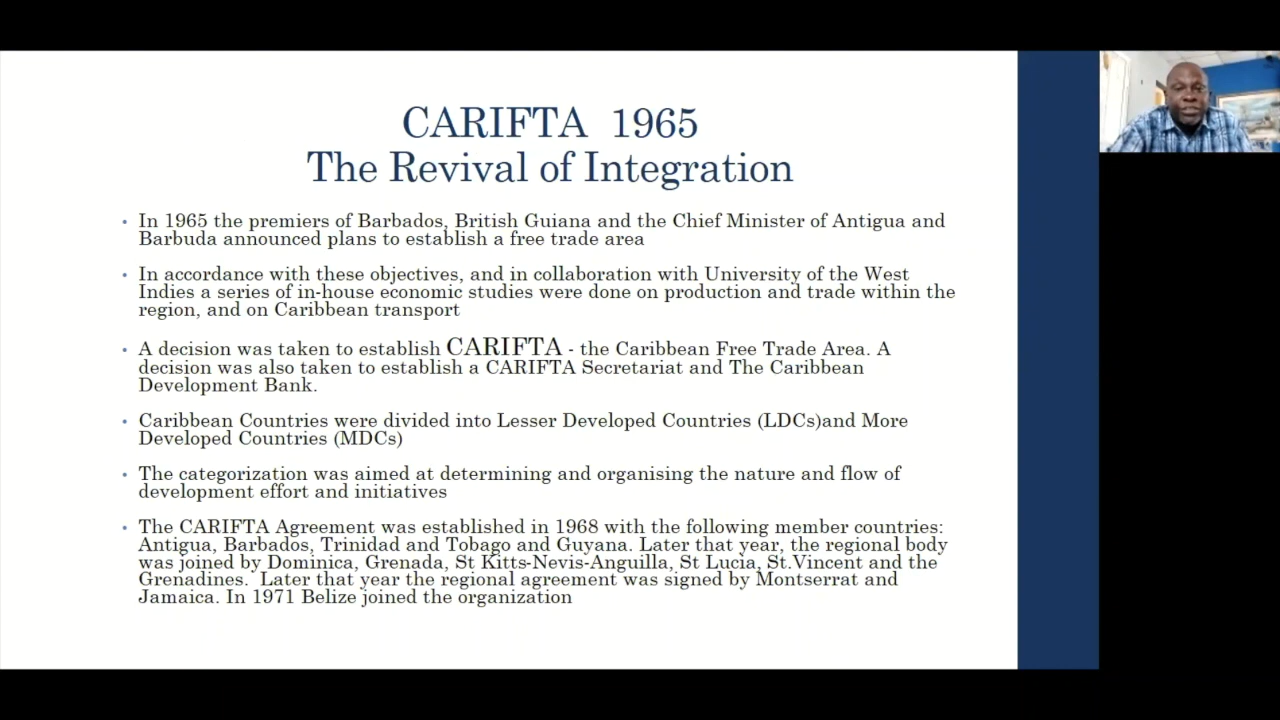 CARIFTA 1965
The Revival of Integration
• In 1965 the premiers of Barbados, British Guiana and the Chief Minister of Antigua and
Barbuda announced plans to establish a free trade area
• In accordance with these objectives, and in collaboration with University of the West
Indies a series of in-house economic studies were done on production and trade within the
region, and on Caribbean transport
• A decision was taken to establish CARIFTA - the Caribbean Free Trade Area. A
decision was also taken to establish a CARIFTA Secretariat and The Caribbean
Development Bank.
• Caribbean Countries were divided into Lesser Developed Countries (LDCs)and More
Developed Countries (MDCs)
• The categorization was aimed at determining and organising the nature and flow of
development effort and initiatives
• The CARIFTA Agreement was established in 1968 with the following member countries:
Antigua, Barbados, Trinidad and Tobago and Guyana. Later that year, the regional body
was joined by Dominica, Grenada, St Kitts-Nevis-Anguilla, St Lucia, St.Vincent and the
Grenadines. Later that year the regional agreement was signed by Montserrat and
Jamaica. In 1971 Belize joined the organization